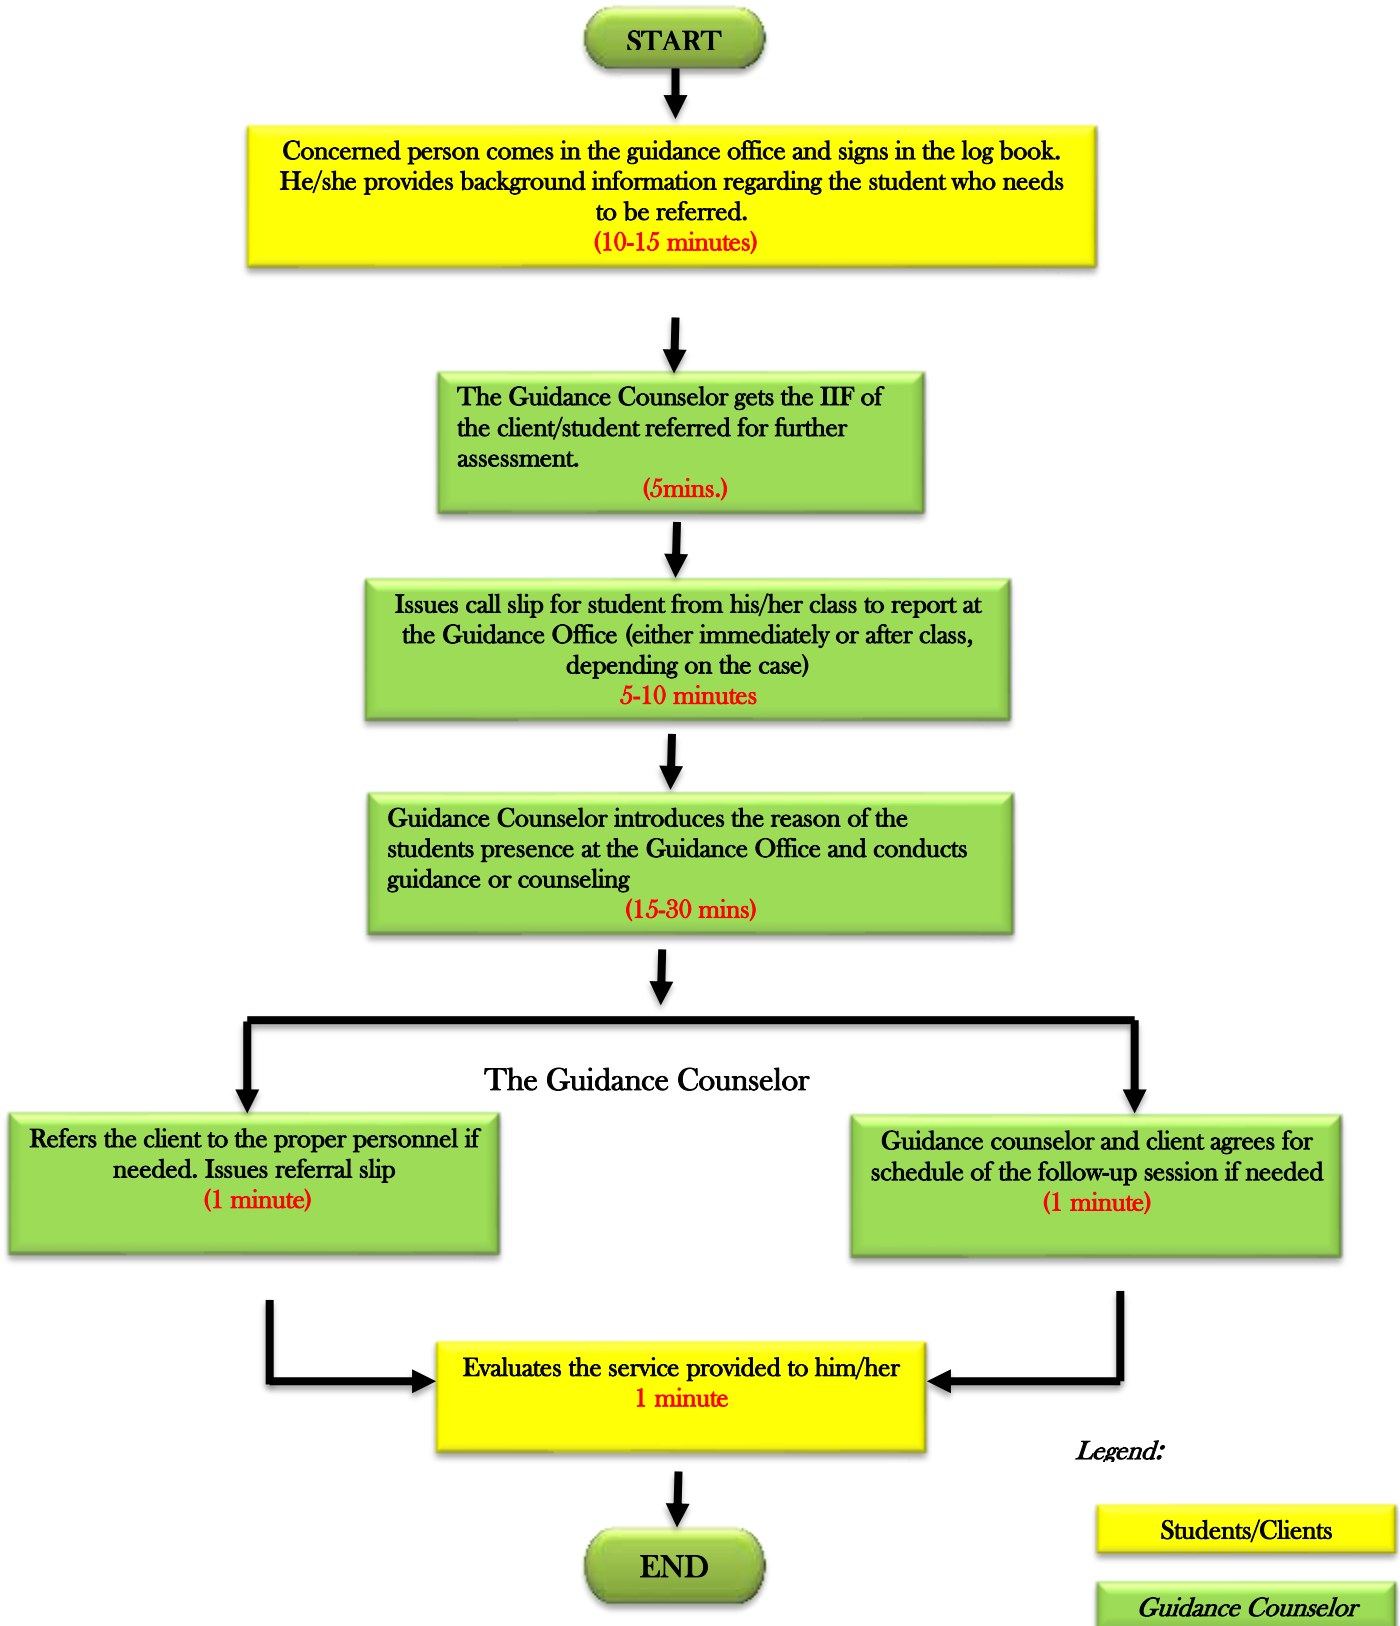 START
Concerned person comes in the guidance office and signs in the log book.
He/she provides background information regarding the student who needs
to be referred.
(10-15 minutes)
The Guidance Counselor gets the IIF of
the client/student referred for further
assessment.
(5mins.)
Issues call slip for student from his/her class to report at
the Guidance Office (either immediately or after class,
depending on the case)
5-10 minutes
Guidance Counselor introduces the reason of the
students presence at the Guidance Office and conducts
guidance or counseling
(15-30 mins)
The Guidance Counselor
Refers the client to the proper personnel if
needed. Issues referral slip
(1 minute)
Guidance counselor and client agrees for
schedule of the follow-up session if needed
(1 minute)
Evaluates the service provided to him/her
1 minute
END
Legend:
Students/Clients
Guidance Counselor